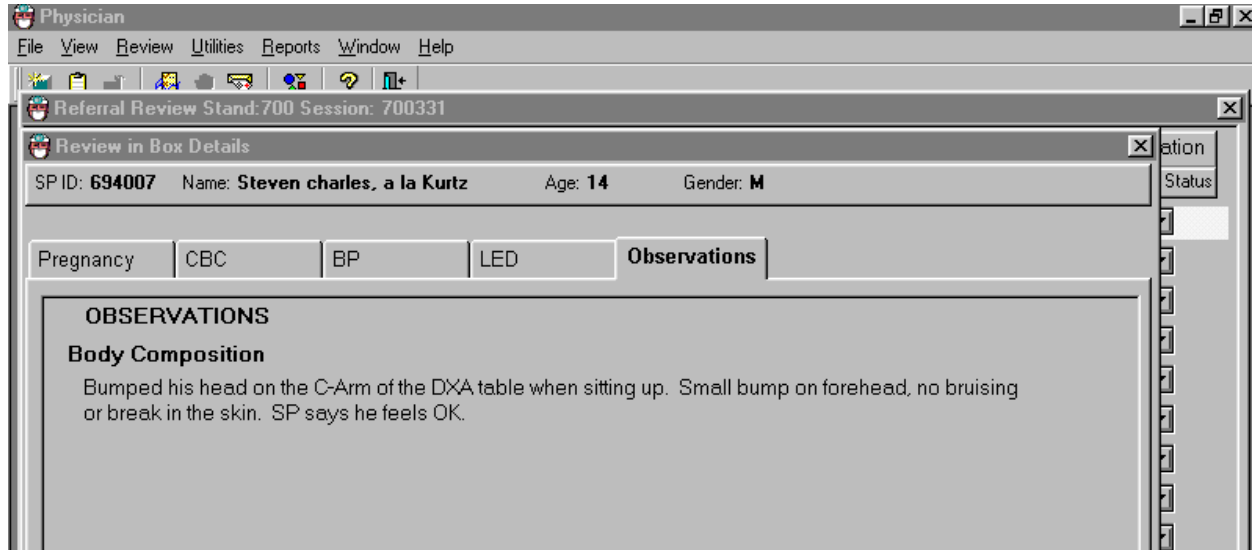 Physician
File View Review Utilities Reports Window Help
Referral Review Stand:700 Session: 700331
Review in Box Details
ation
SP ID: 694007 Name: Steven charles, a la Kurtz Age: 14 Gender: M
Status
Pregnancy CBC BP LED Observations
OBSERVATIONS
Body Composition
Bumped his head on the C-Arm of the DXA table when sitting up. Small bump on forehead, no bruising
or break in the skin. SP says he feels OK.